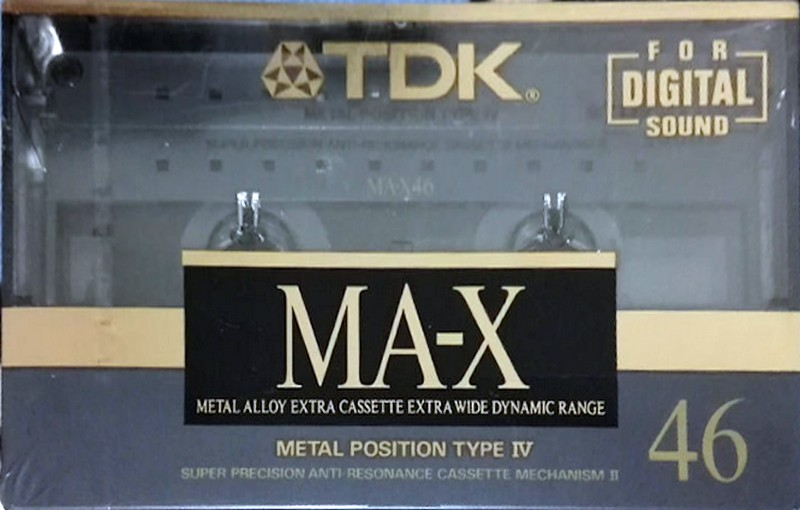 TDK®
FOR
DIGITAL
SOUND
METAL POSITION TYPE IV
SUPER PRECISION ANTI-RESONANCE CASSETTE MECHANISM II
MA-X46
MA-X
METAL ALLOY EXTRA CASSETTE EXTRA WIDE DYNAMIC RANGE
46
METAL POSITION TYPE IV
SUPER PRECISION ANTI-RESONANCE CASSETTE MECHANISM II